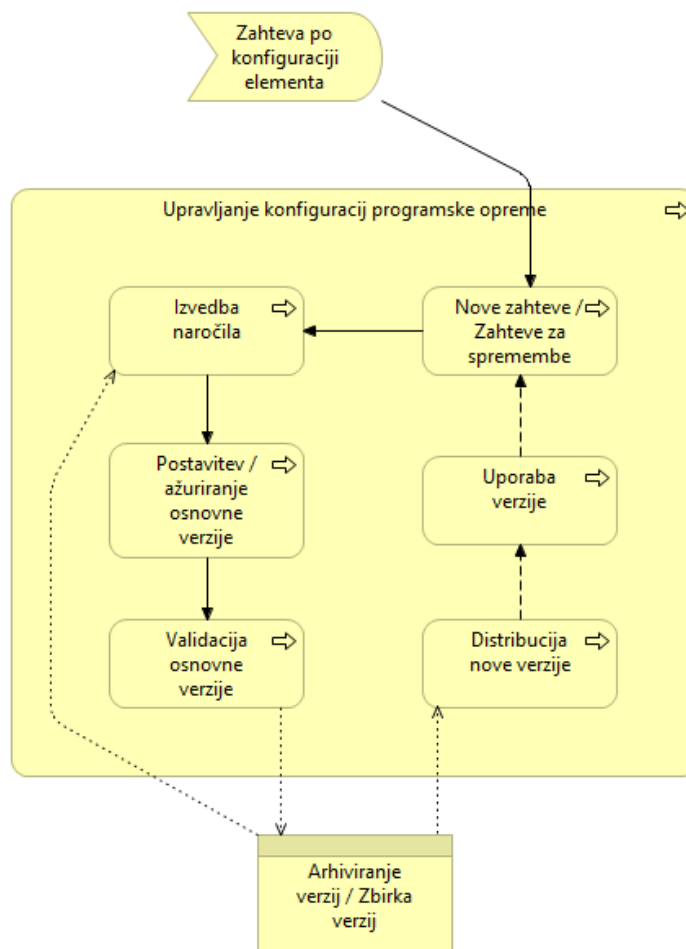 Zahteva po
konfiguraciji
elementa
Upravljanje konfiguracij programske opreme
Izvedba
naročila
Nove zahteve /
Zahteve za
spremembe
Postavitev /
ažuriranje
osnovne
verzije
Uporaba
verzije
Validacija
osnovne
verzije
Distribucija
nove verzije
Arhiviranje
verzij / Zbirka
verzij